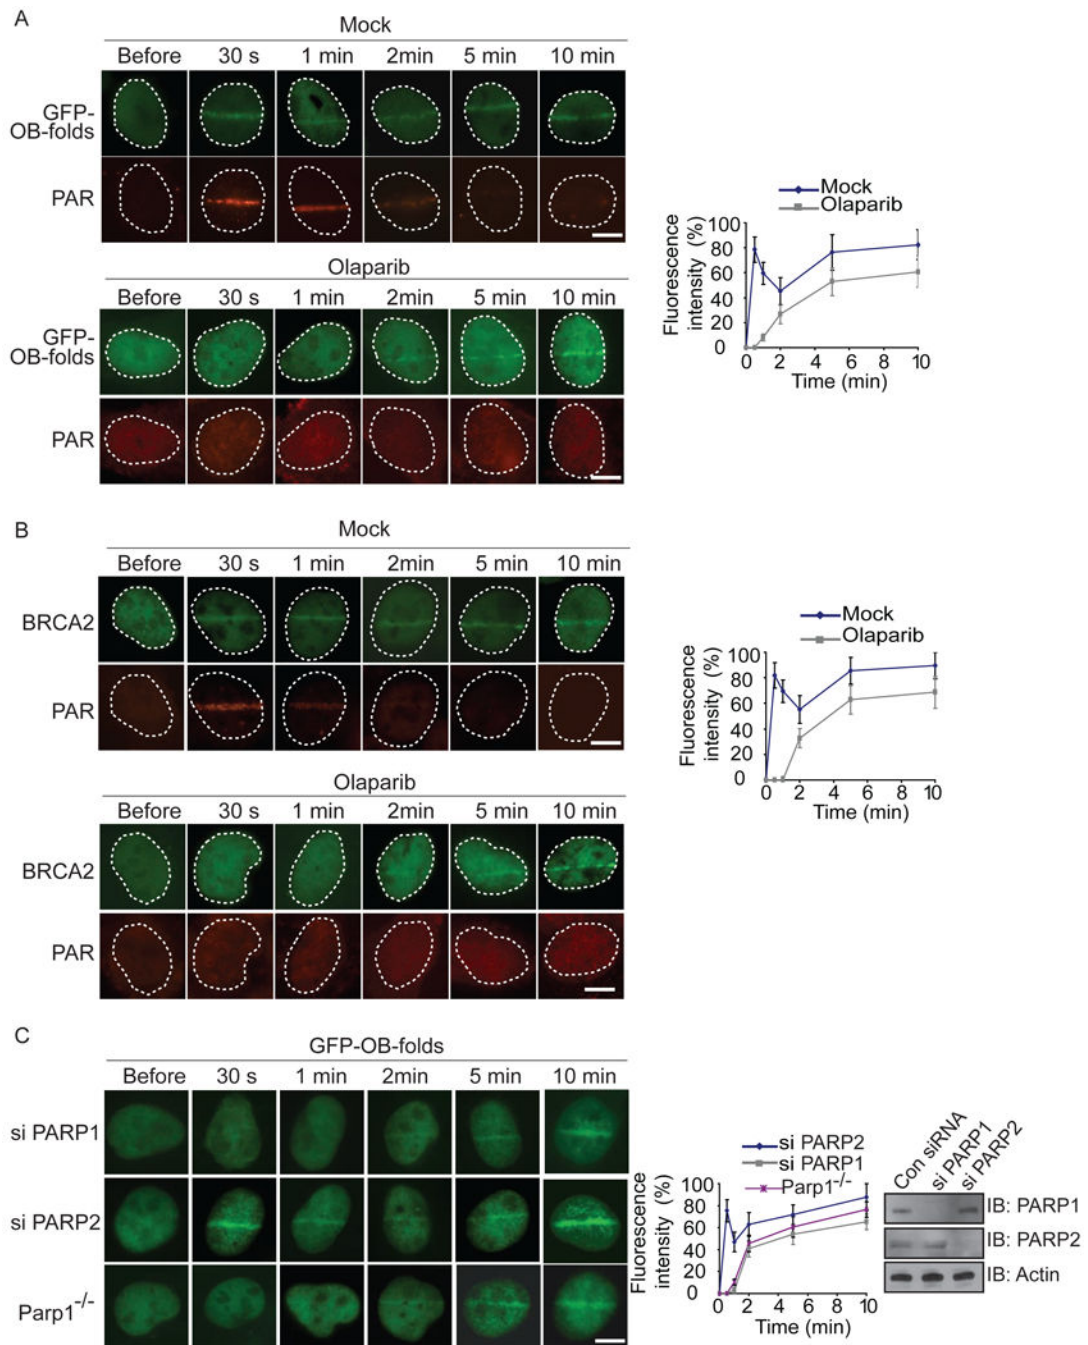 A
Mock
Before 30 s 1 min 2min 5 min 10 min
GFP-
OB-folds
PAR
Olaparib
Before 30 s 1 min 2min 5 min 10 min
GFP-
OB-folds
PAR
Mock
Olaparib
Fluorescence
intensity (%)
100
80
60
40
20
0
0 2 4 6 8 10
Time (min)
B
Mock
Before 30 s 1 min 2min 5 min 10 min
BRCA2
PAR
Olaparib
Before 30 s 1 min 2min 5 min 10 min
BRCA2
PAR
Mock
Olaparib
Fluorescence
intensity (%)
100
80
60
40
20
0
0 2 4 6 8 10
Time (min)
C
GFP-OB-folds
Before 30 s 1 min 2min 5 min 10 min
si PARP1
si PARP2
Parp1-/-
si PARP2
si PARP1
Parp1-/-
Fluorescence
intensity (%)
100
80
60
40
20
0
0 2 4 6 8 10
Time (min)
Con siRNA
si PARP1
si PARP2
IB: PARP1
IB: PARP2
IB: Actin